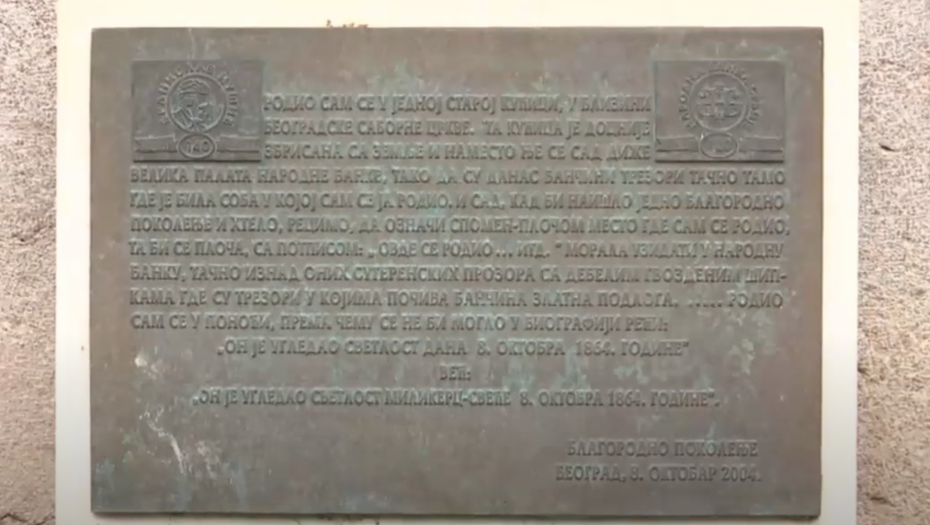 РОДИО САМ СЕ У ЈЕДНОЈ СТАРОЈ КУЋИЦИ, У БЛИЗИНИ
БЕОГРАДСКЕ САБОРНЕ ЦРКВЕ. ТА КУЋИЦА ЈЕ ДОЦНИЈЕ
ЗБРИСАНА СА ЗЕМЉЕ И НАМЕСТО ЊЕ СЕ САД ДИЖЕ
ВЕЛИКА ПАЛАТА НАРОДНЕ БАНКЕ, ТАКО ДА СУ ДАНАС БАНЧИНИ ТРЕЗОРИ ТАЧНО ТАМО
ГДЕ ЈЕ БИЛА СОБА У КОЈОЈ САМ СЕ ЈА РОДИО. И САД, КАД БИ НАИШЛО ЈЕДНО БЛАГОРОДНО
ПОКОЛЕЊЕ И ХТЕЛО, РЕЦИМО, ДА ОЗНАЧИ СПОМЕН-ПЛОЧОМ МЕСТО ГДЕ САМ СЕ РОДИО,
ТА БИ СЕ ПЛОЧА, СА ПОТПИСОМ: „ОВДЕ СЕ РОДИО... ИТД." МОРАЛА УЗИДАТИ У НАРОДНУ
БАНКУ, ТАЧНО ИЗНАД ОНИХ СУТЕРЕНСКИХ ПРОЗОРА СА ДЕБЕЛИМ ГВОЗДЕНИМ ШИП-
КАМА ГДЕ СУ ТРЕЗОРИ У КОЈИМА ПОЧИВА БАНЧИНА ЗЛАТНА ПОДЛОГА. ..... РОДИО
САМ СЕ У ПОНОЋИ, ПРЕМА ЧЕМУ СЕ НЕ БИ МОГЛО У БИОГРАФИЈИ РЕЋИ:
„ОН ЈЕ УГЛЕДАО СВЕТЛОСТ ДАНА 8. ОКТОБРА 1864. ГОДИНЕ"
ВЕЋ:
„ОН ЈЕ УГЛЕДАО СВЕТЛОСТ МИЛИКЕРЦ-СВЕЋЕ 8. ОКТОБРА 1864. ГОДИНЕ".
БЛАГОРОДНО ПОКОЛЕЊЕ
БЕОГРАД, 8. ОКТОБАР 2004.